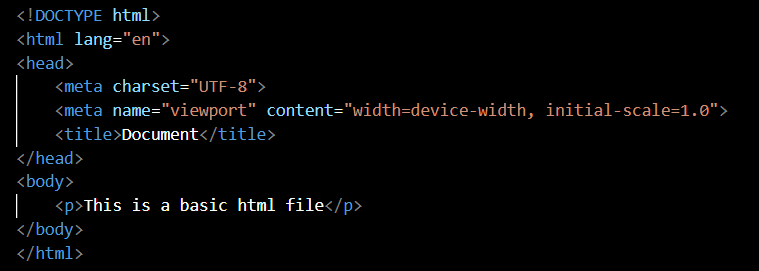 <!DOCTYPE html>
<html lang="en">
<head>
    <meta charset="UTF-8">
    <meta name="viewport" content="width=device-width, initial-scale=1.0">
    <title>Document</title>
</head>
<body>
    <p>This is a basic html file</p>
</body>
</html>